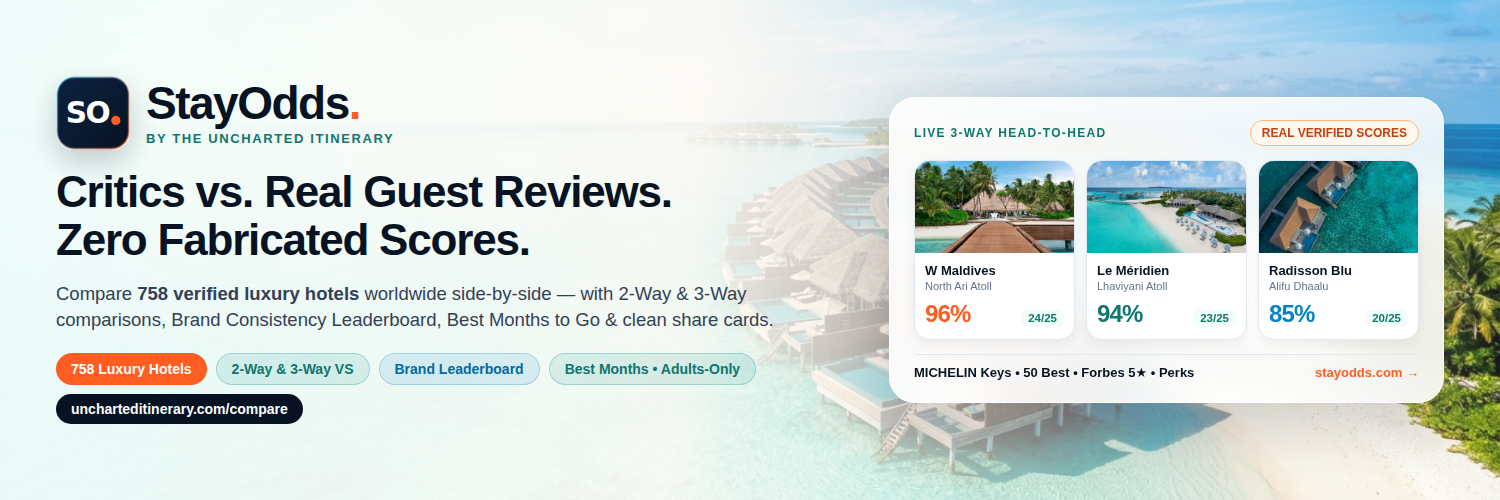 SO.
StayOdds.
BY THE UNCHARTED ITINERARY
Critics vs. Real Guest Reviews.
Zero Fabricated Scores.
Compare 758 verified luxury hotels worldwide side-by-side — with 2-Way & 3-Way
comparisons, Brand Consistency Leaderboard, Best Months to Go & clean share cards.
758 Luxury Hotels
2-Way & 3-Way VS
Brand Leaderboard
Best Months • Adults-Only
uncharteditinerary.com/compare
LIVE 3-WAY HEAD-TO-HEAD
REAL VERIFIED SCORES
W Maldives
North Ari Atoll
96%
24/25
Le Méridien
Lhaviyani Atoll
94%
23/25
Radisson Blu
Alifu Dhaalu
85%
20/25
MICHELIN Keys • 50 Best • Forbes 5★ • Perks
stayodds.com →